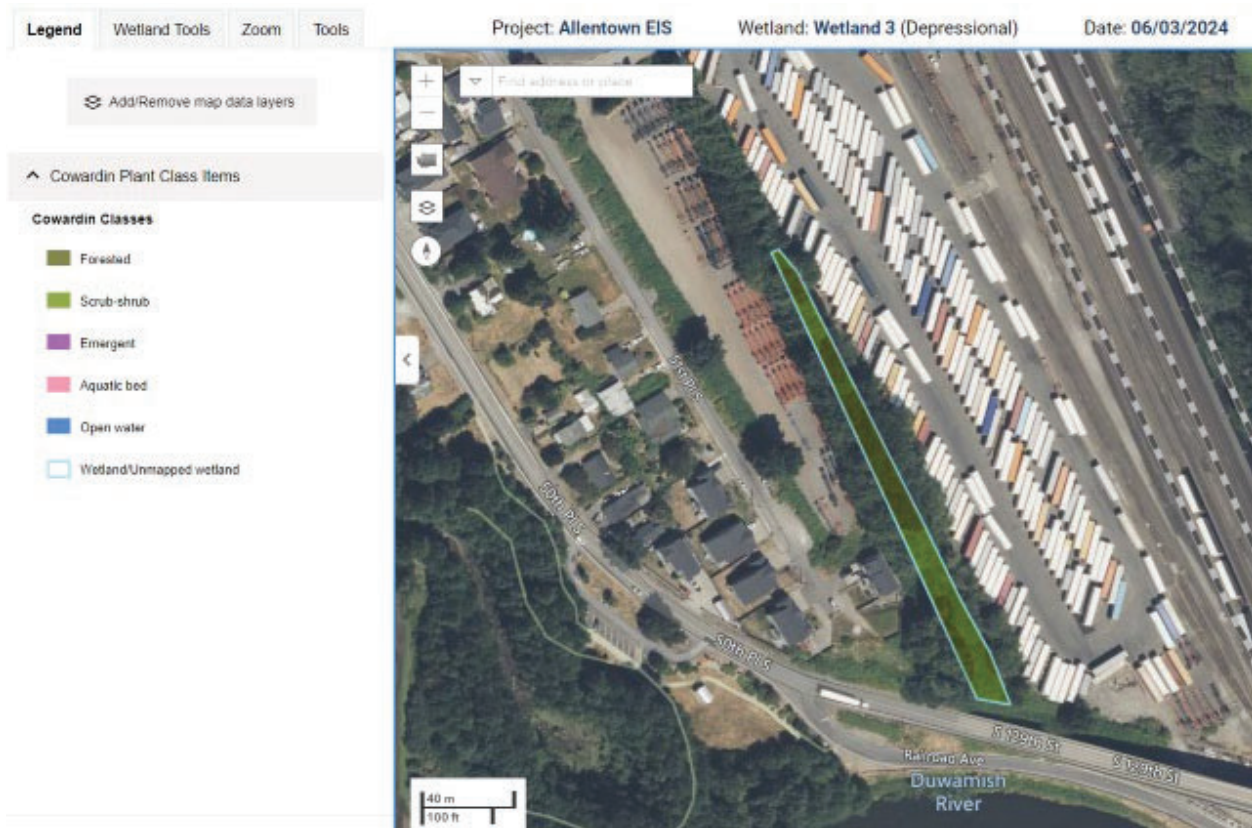 Legend Wetland Tools Zoom Tools
Project: Allentown EIS Wetland: Wetland 3 (Depressional) Date: 06/03/2024
Add/Remove map data layers
Find address or place
Cowardin Plant Class Items
Cowardin Classes
Forested
Scrub-shrub
Emergent
Aquatic bed
Open water
Wetland/Unmapped wetland
51st Pl S
50th Pl S
50th Pl S
S 129th St
S 129th St
Railroad Ave
Duwamish
River
40 m
100 ft